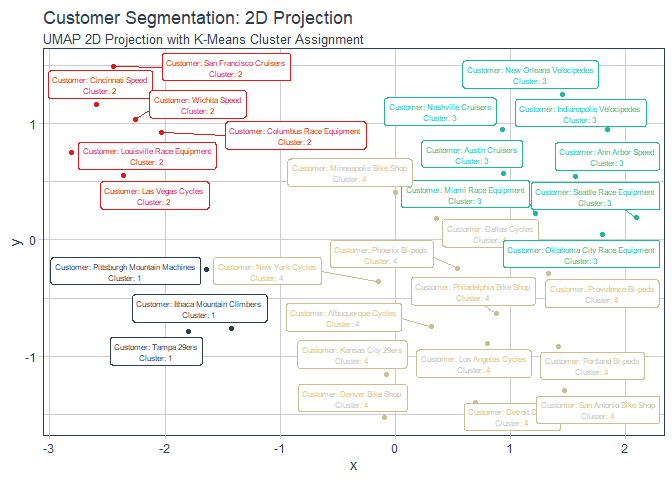 Customer Segmentation: 2D Projection
UMAP 2D Projection with K-Means Cluster Assignment
Customer: San Francisco Cruisers
Cluster: 2
Customer: Cincinnati Speed
Cluster: 2
Customer: Wichita Speed
Cluster: 2
Customer: Columbus Race Equipment
Cluster: 2
Customer: Louisville Race Equipment
Cluster: 2
Customer: Las Vegas Cycles
Cluster: 2
Customer: New Orleans Velocipedes
Cluster: 3
Customer: Nashville Cruisers
Cluster: 3
Customer: Indianapolis Velocipedes
Cluster: 3
Customer: Austin Cruisers
Cluster: 3
Customer: Ann Arbor Speed
Cluster: 3
Customer: Minneapolis Bike Shop
Cluster: 4
Customer: Miami Race Equipment
Cluster: 3
Customer: Seattle Race Equipment
Cluster: 3
Customer: Dallas Cycles
Cluster: 4
Customer: Oklahoma City Race Equipment
Cluster: 3
Customer: Phoenix Bi-peds
Cluster: 4
Customer: Pittsburgh Mountain Machines
Cluster: 1
Customer: New York Cycles
Cluster: 4
Customer: Philadelphia Bike Shop
Cluster: 4
Customer: Providence Bi-peds
Cluster: 4
Customer: Ithaca Mountain Climbers
Cluster: 1
Customer: Albuquerque Cycles
Cluster: 4
Customer: Tampa 29ers
Cluster: 1
Customer: Kansas City 29ers
Cluster: 4
Customer: Los Angeles Cycles
Cluster: 4
Customer: Portland Bi-peds
Cluster: 4
Customer: Denver Bike Shop
Cluster: 4
Customer: Detroit
Cluster: 4
Customer: San Antonio Bike Shop
Cluster: 4
1
0
-1
y
-3
-2
-1
0
1
2
x